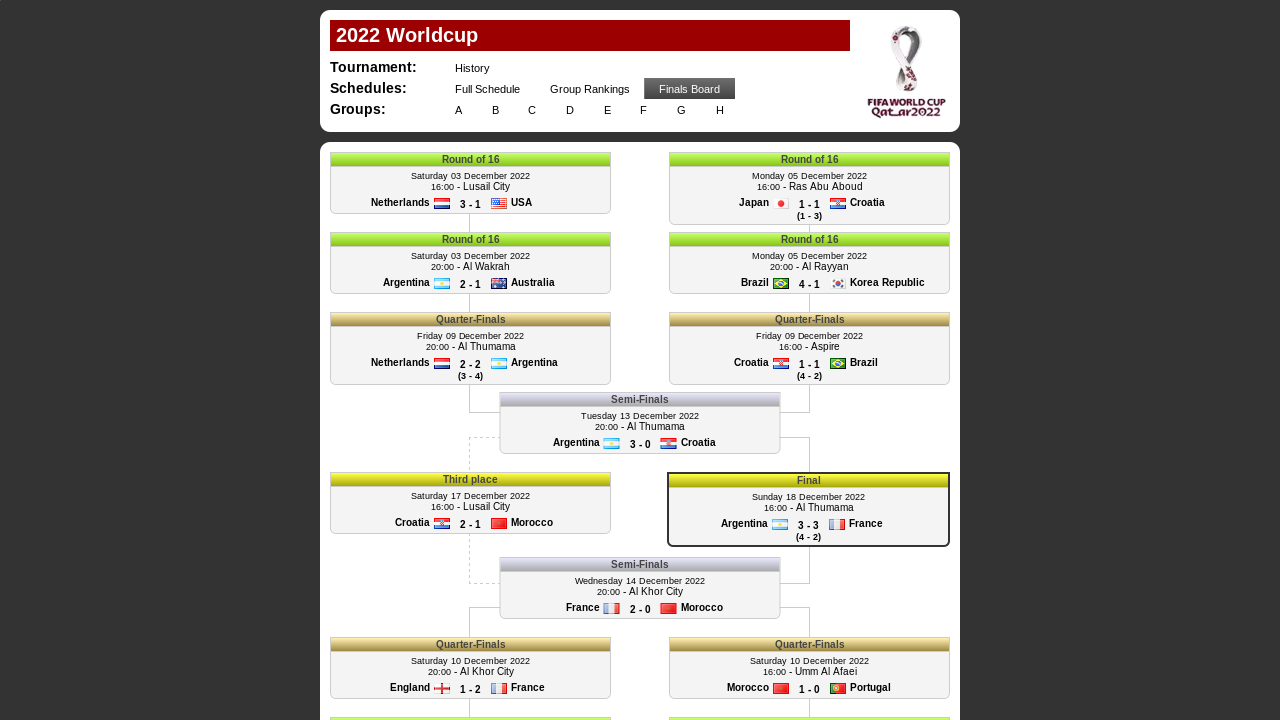 2022 Worldcup
FIFA WORLD CUP
Qatar2022
Tournament:
History
Schedules:
Full Schedule
Group Rankings
Finals Board
Groups:
A
B
C
D
E
F
G
H
Round of 16
Saturday 03 December 2022
16:00 - Lusail City
Netherlands 3 - 1 USA
Round of 16
Monday 05 December 2022
16:00 - Ras Abu Aboud
Japan 1 - 1 Croatia
(1 - 3)
Round of 16
Saturday 03 December 2022
20:00 - Al Wakrah
Argentina 2 - 1 Australia
Round of 16
Monday 05 December 2022
20:00 - Al Rayyan
Brazil 4 - 1 Korea Republic
Quarter-Finals
Friday 09 December 2022
20:00 - Al Thumama
Netherlands 2 - 2 Argentina
(3 - 4)
Quarter-Finals
Friday 09 December 2022
16:00 - Aspire
Croatia 1 - 1 Brazil
(4 - 2)
Semi-Finals
Tuesday 13 December 2022
20:00 - Al Thumama
Argentina 3 - 0 Croatia
Third place
Saturday 17 December 2022
16:00 - Lusail City
Croatia 2 - 1 Morocco
Final
Sunday 18 December 2022
16:00 - Al Thumama
Argentina 3 - 3 France
(4 - 2)
Semi-Finals
Wednesday 14 December 2022
20:00 - Al Khor City
France 2 - 0 Morocco
Quarter-Finals
Saturday 10 December 2022
20:00 - Al Khor City
England 1 - 2 France
Quarter-Finals
Saturday 10 December 2022
16:00 - Umm Al Afaei
Morocco 1 - 0 Portugal